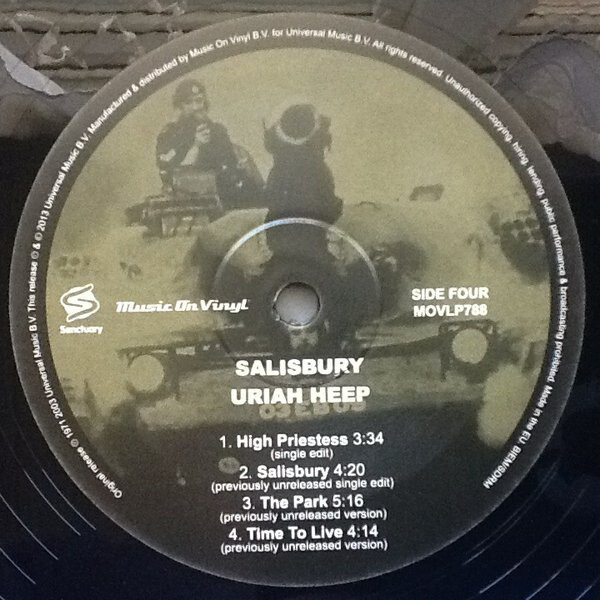 Original release ℗ 1971 2003 Universal Music B.V. This release ℗ & © 2013 Universal Music B.V. Manufactured & distributed by Music On Vinyl B.V. for Universal Music B.V. All rights reserved. Unauthorized copying, hiring, lending, public performance & broadcasting prohibited. Made in the EU. BIEM/SDRM
Sanctuary
Music On Vinyl
SIDE FOUR
MOVLP788
SALISBURY
URIAH HEEP
03EB05
1. High Priestess 3:34
(single edit)
2. Salisbury 4:20
(previously unreleased single edit)
3. The Park 5:16
(previously unreleased version)
4. Time To Live 4:14
(previously unreleased version)